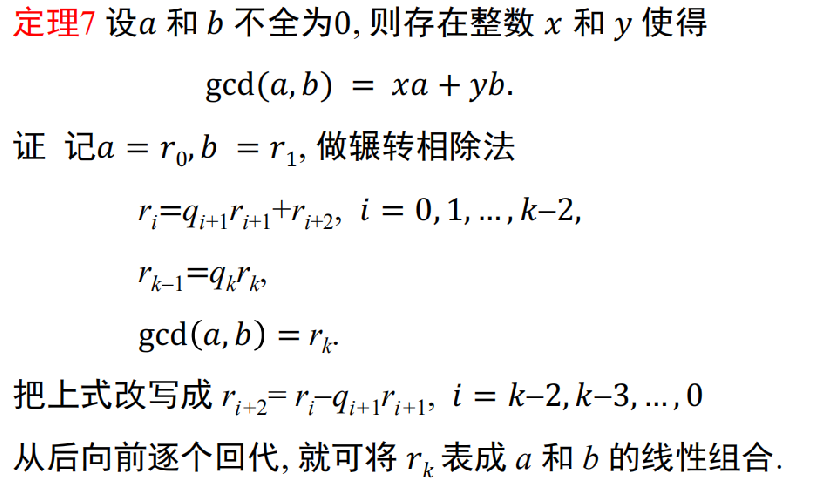 定理7 设a 和 b 不全为0, 则存在整数 x 和 y 使得
gcd(a, b) = xa + yb.
证 记a = r₀, b = r₁, 做辗转相除法
rᵢ=qᵢ₊₁rᵢ₊₁+rᵢ₊₂, i = 0, 1, …, k−2,
rₖ₋₁=qₖrₖ,
gcd(a, b) = rₖ.
把上式改写成 rᵢ₊₂= rᵢ−qᵢ₊₁rᵢ₊₁, i = k−2, k−3, …, 0
从后向前逐个回代, 就可将 rₖ 表成 a 和 b 的线性组合.